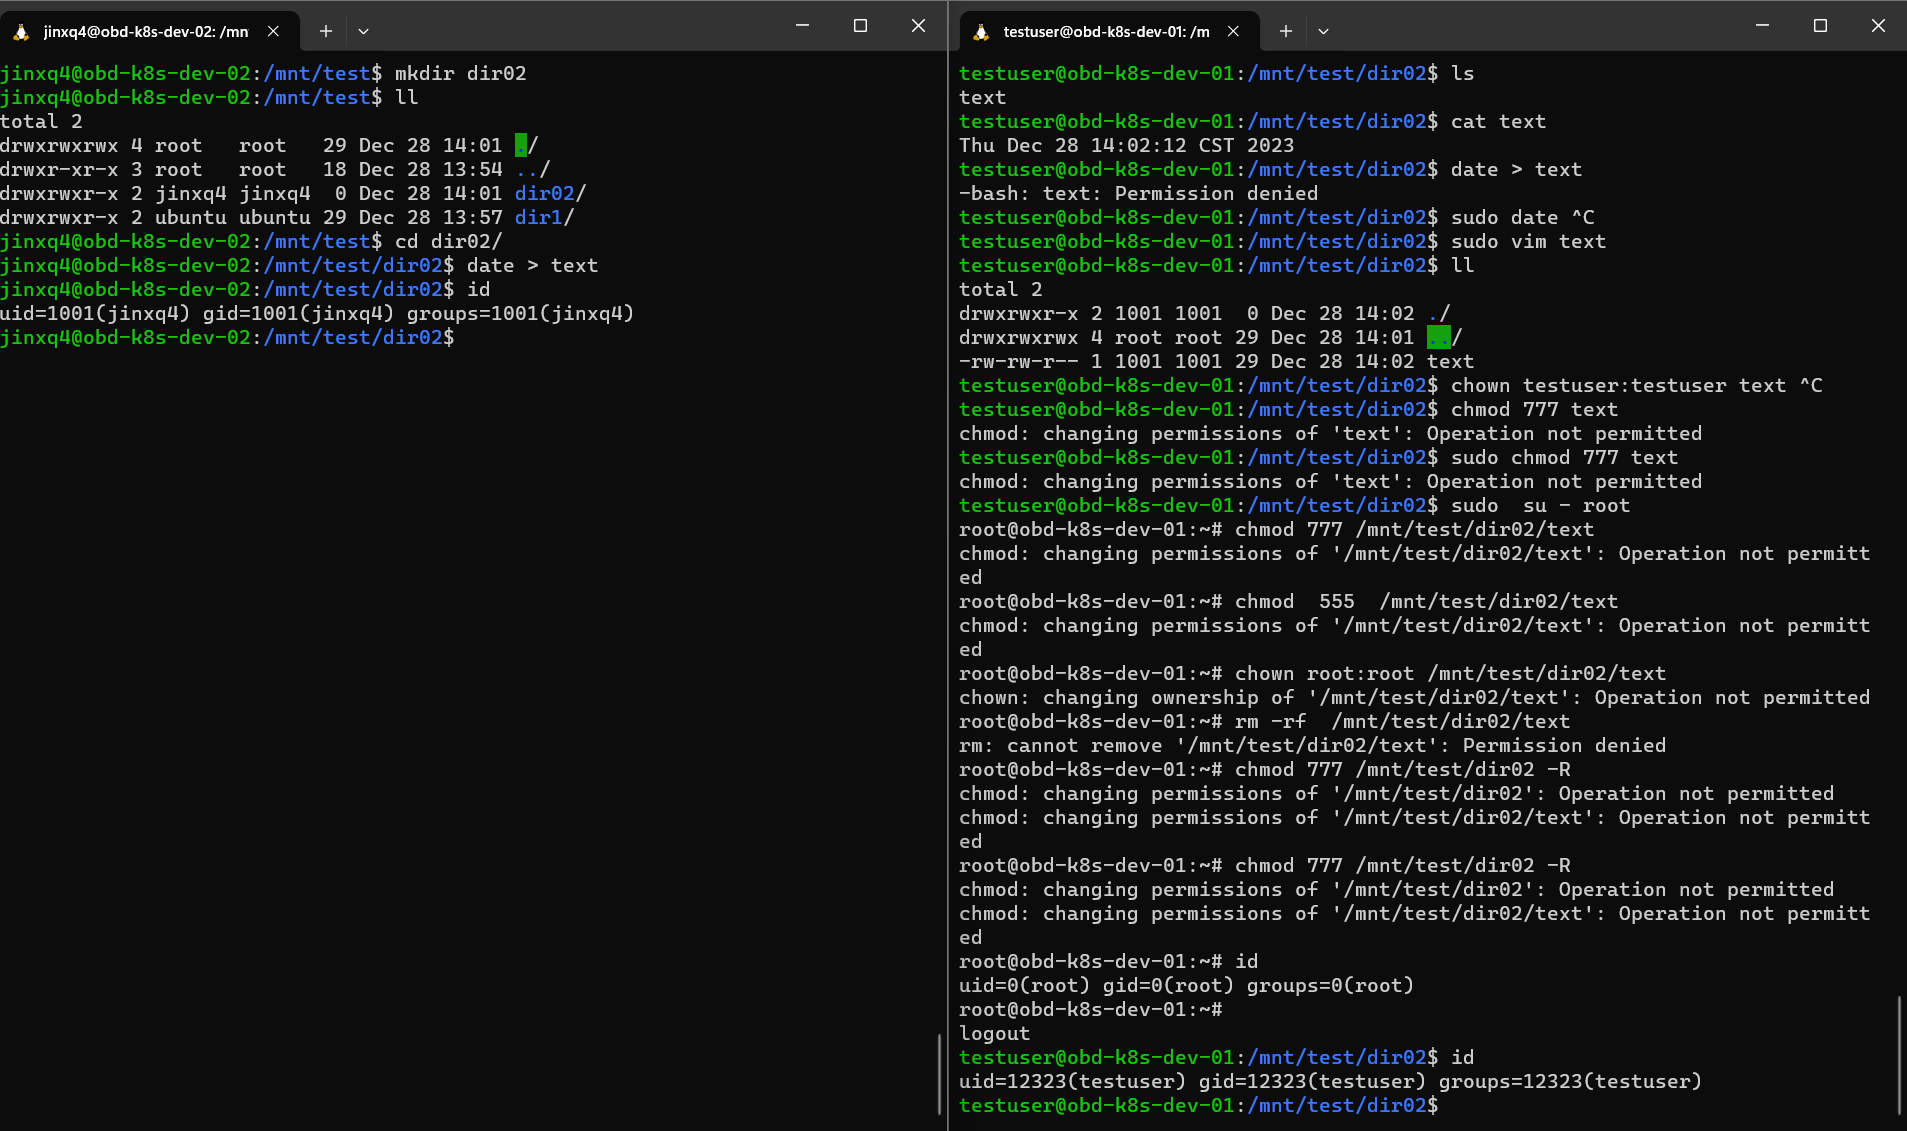 jinxq4@obd-k8s-dev-02: /mn
jinxq4@obd-k8s-dev-02:/mnt/test$ mkdir dir02
jinxq4@obd-k8s-dev-02:/mnt/test$ ll
total 2
drwxrwxrwx 4 root   root   29 Dec 28 14:01 ./
drwxr-xr-x 3 root   root   18 Dec 28 13:54 ../
drwxrwxr-x 2 jinxq4 jinxq4  0 Dec 28 14:01 dir02/
drwxrwxr-x 2 ubuntu ubuntu 29 Dec 28 13:57 dir1/
jinxq4@obd-k8s-dev-02:/mnt/test$ cd dir02/
jinxq4@obd-k8s-dev-02:/mnt/test/dir02$ date > text
jinxq4@obd-k8s-dev-02:/mnt/test/dir02$ id
uid=1001(jinxq4) gid=1001(jinxq4) groups=1001(jinxq4)
jinxq4@obd-k8s-dev-02:/mnt/test/dir02$
testuser@obd-k8s-dev-01: /m
testuser@obd-k8s-dev-01:/mnt/test/dir02$ ls
text
testuser@obd-k8s-dev-01:/mnt/test/dir02$ cat text
Thu Dec 28 14:02:12 CST 2023
testuser@obd-k8s-dev-01:/mnt/test/dir02$ date > text
-bash: text: Permission denied
testuser@obd-k8s-dev-01:/mnt/test/dir02$ sudo date ^C
testuser@obd-k8s-dev-01:/mnt/test/dir02$ sudo vim text
testuser@obd-k8s-dev-01:/mnt/test/dir02$ ll
total 2
drwxrwxr-x 2 1001 1001  0 Dec 28 14:02 ./
drwxrwxrwx 4 root root 29 Dec 28 14:01 ../
-rw-rw-r-- 1 1001 1001 29 Dec 28 14:02 text
testuser@obd-k8s-dev-01:/mnt/test/dir02$ chown testuser:testuser text ^C
testuser@obd-k8s-dev-01:/mnt/test/dir02$ chmod 777 text
chmod: changing permissions of 'text': Operation not permitted
testuser@obd-k8s-dev-01:/mnt/test/dir02$ sudo chmod 777 text
chmod: changing permissions of 'text': Operation not permitted
testuser@obd-k8s-dev-01:/mnt/test/dir02$ sudo  su - root
root@obd-k8s-dev-01:~# chmod 777 /mnt/test/dir02/text
chmod: changing permissions of '/mnt/test/dir02/text': Operation not permitt
ed
root@obd-k8s-dev-01:~# chmod  555  /mnt/test/dir02/text
chmod: changing permissions of '/mnt/test/dir02/text': Operation not permitt
ed
root@obd-k8s-dev-01:~# chown root:root /mnt/test/dir02/text
chown: changing ownership of '/mnt/test/dir02/text': Operation not permitted
root@obd-k8s-dev-01:~# rm -rf  /mnt/test/dir02/text
rm: cannot remove '/mnt/test/dir02/text': Permission denied
root@obd-k8s-dev-01:~# chmod 777 /mnt/test/dir02 -R
chmod: changing permissions of '/mnt/test/dir02': Operation not permitted
chmod: changing permissions of '/mnt/test/dir02/text': Operation not permitt
ed
root@obd-k8s-dev-01:~# chmod 777 /mnt/test/dir02 -R
chmod: changing permissions of '/mnt/test/dir02': Operation not permitted
chmod: changing permissions of '/mnt/test/dir02/text': Operation not permitt
ed
root@obd-k8s-dev-01:~# id
uid=0(root) gid=0(root) groups=0(root)
root@obd-k8s-dev-01:~#
logout
testuser@obd-k8s-dev-01:/mnt/test/dir02$ id
uid=12323(testuser) gid=12323(testuser) groups=12323(testuser)
testuser@obd-k8s-dev-01:/mnt/test/dir02$